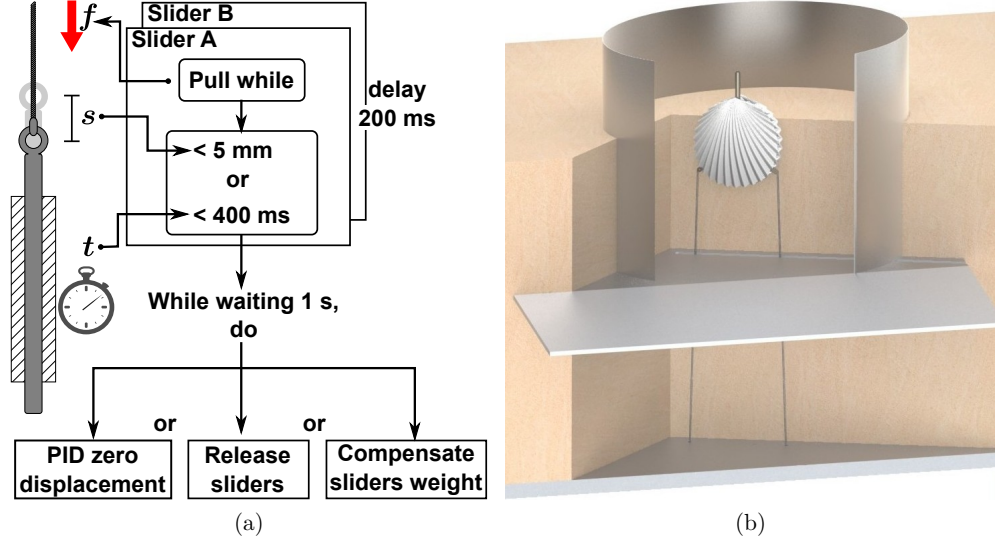 f
Slider B
Slider A
Pull while
delay
200 ms
s
< 5 mm
or
< 400 ms
t
While waiting 1 s,
do
or
or
PID zero
displacement
Release
sliders
Compensate
sliders weight
(a)
(b)